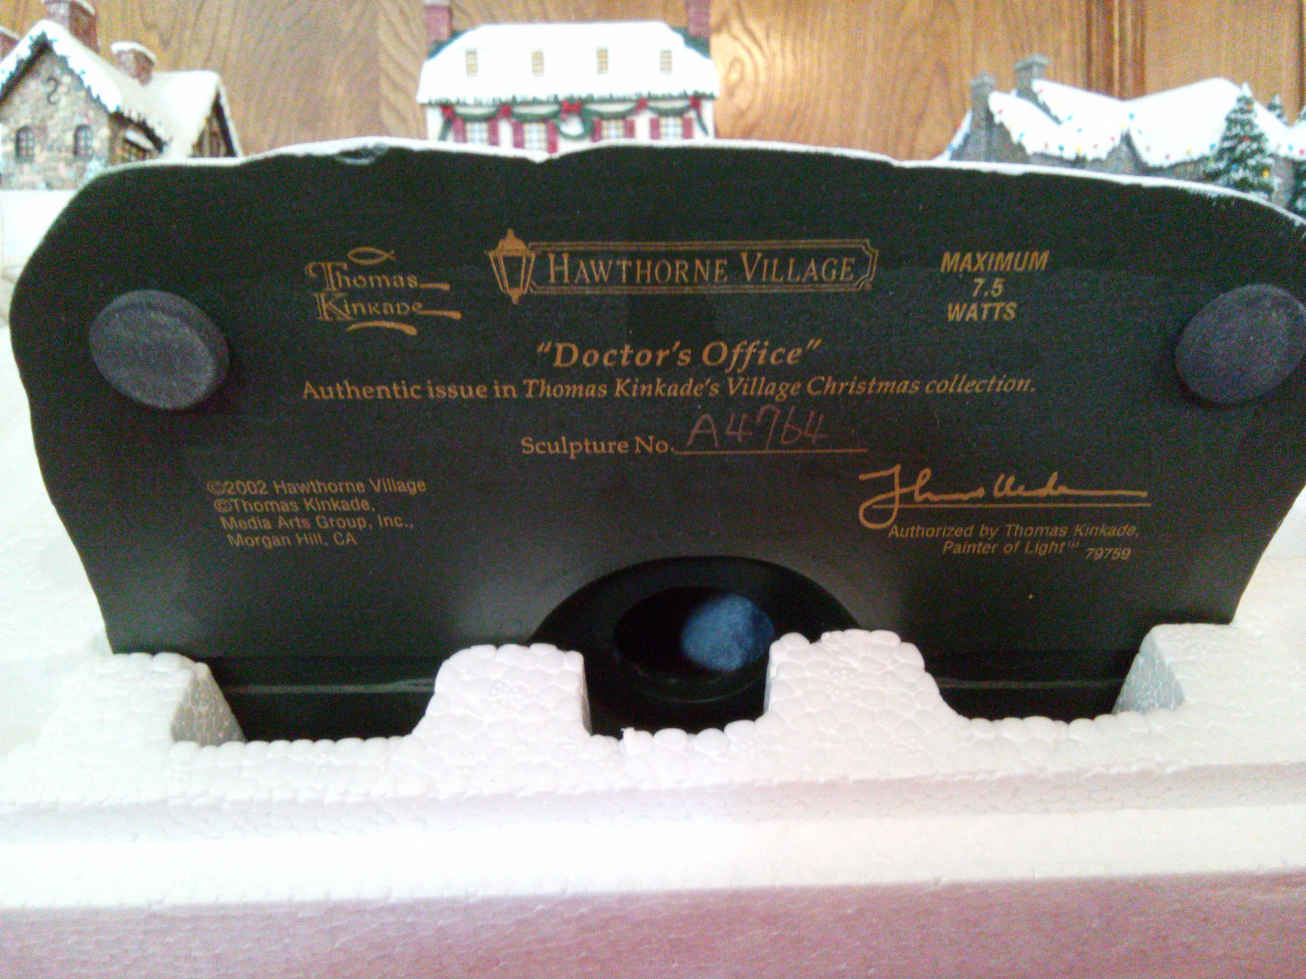 Thomas
Kinkade
HAWTHORNE VILLAGE
MAXIMUM
7.5
WATTS
"Doctor's Office"
Authentic issue in Thomas Kinkade's Village Christmas collection.
Sculpture No. A4764
©2002 Hawthorne Village
©Thomas Kinkade,
Media Arts Group, Inc.,
Morgan Hill, CA
Authorized by Thomas Kinkade,
Painter of Light™ 79759